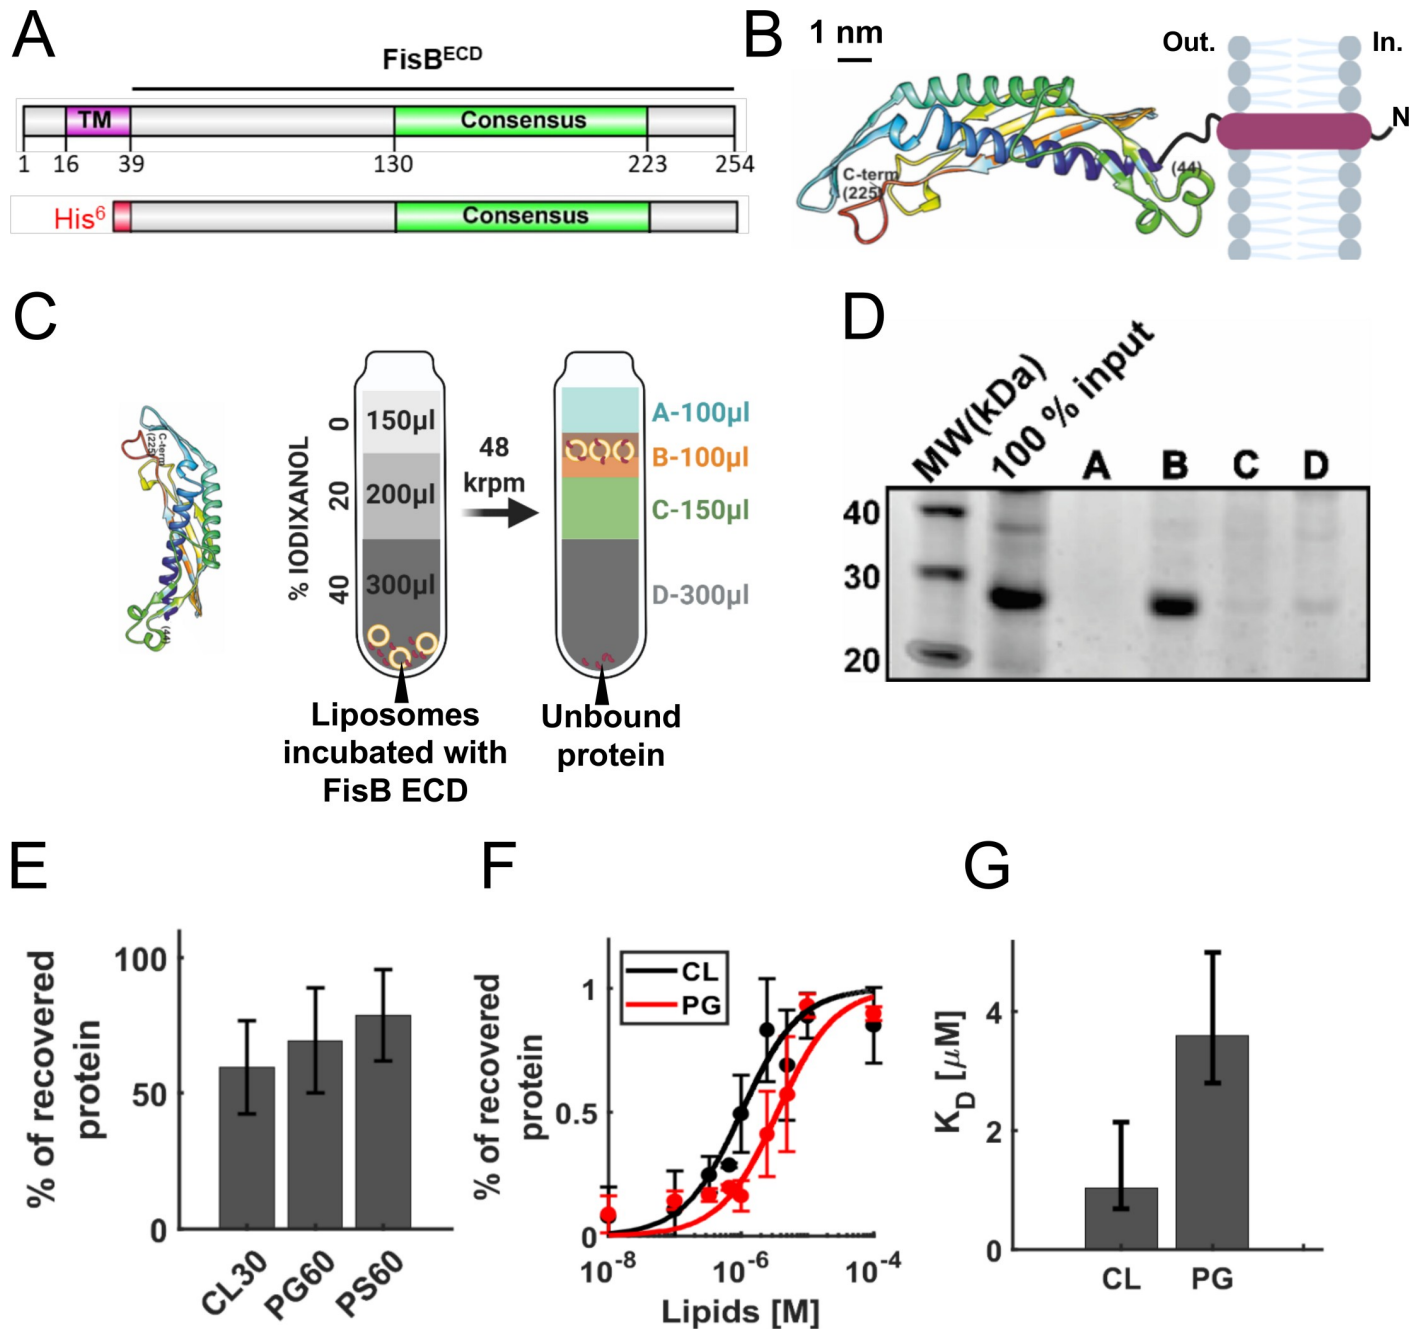 A
FisB^ECD
TM
Consensus
1 16 39 130 223 254
His^6
Consensus
B
1 nm
Out.
In.
N
C-term
(225)
(44)
C
C-term
(225)
(44)
% IODIXANOL
0
20
40
150µl
200µl
300µl
48
krpm
A-100µl
B-100µl
C-150µl
D-300µl
Liposomes
incubated with
FisB ECD
Unbound
protein
D
MW(kDa)
100 % input
A B C D
40
30
20
E
% of recovered
protein
100
50
0
CL30
PG60
PS60
F
% of recovered
protein
CL
PG
1
0.5
0
10^-8 10^-6 10^-4
Lipids [M]
G
K_D [µM]
4
2
0
CL PG